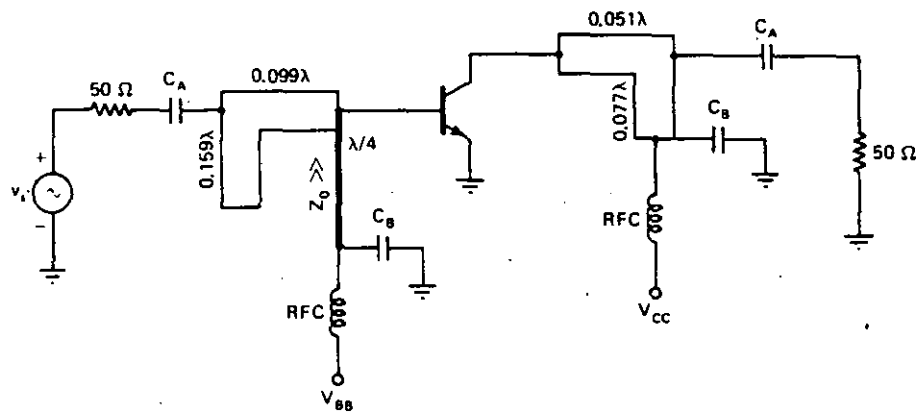 0.051λ
C_A
0.099λ
50 Ω
C_A
0.159λ
λ/4
Z₀ >>
0.077λ
C_B
50 Ω
+
v_s
−
C_B
RFC
RFC
V_CC
V_BB